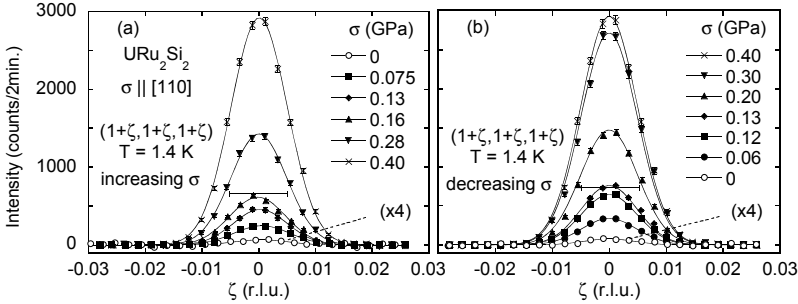 (a)
URu2Si2
σ || [110]
(1+ζ,1+ζ,1+ζ)
T = 1.4 K
increasing σ
σ (GPa)
0
0.075
0.13
0.16
0.28
0.40
(x4)
3000
2000
1000
0
Intensity (counts/2min.)
-0.03 -0.02 -0.01 0 0.01 0.02 0.03
ζ (r.l.u.)
(b)
(1+ζ,1+ζ,1+ζ)
T = 1.4 K
decreasing σ
σ (GPa)
0.40
0.30
0.20
0.13
0.12
0.06
0
(x4)
-0.02 -0.01 0 0.01 0.02 0.03
ζ (r.l.u.)